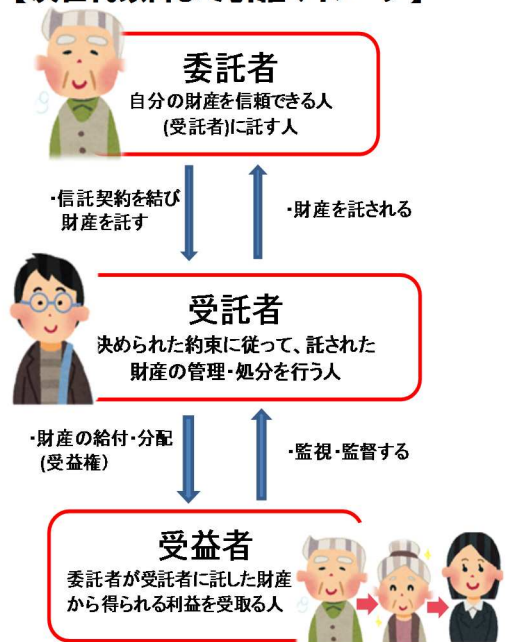 委託者
自分の財産を信頼できる人
(受託者)に託す人
・信託契約を結び
財産を託す
・財産を託される
受託者
決められた約束に従って、託された
財産の管理・処分を行う人
・財産の給付・分配
(受益権)
・監視・監督する
受益者
委託者が受託者に託した財産
から得られる利益を受取る人